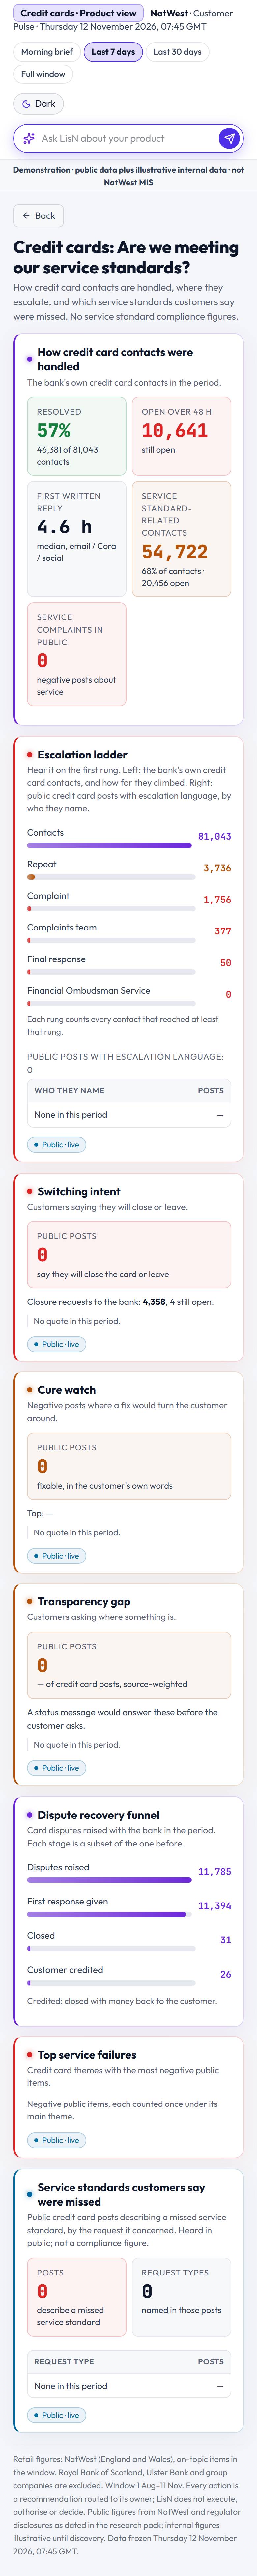 Credit cards · Product view NatWest · Customer
Pulse · Thursday 12 November 2026, 07:45 GMT
Morning brief
Last 7 days
Last 30 days
Full window
Dark
Ask LisN about your product
Demonstration · public data plus illustrative internal data · not
NatWest MIS
← Back
Credit cards: Are we meeting
our service standards?
How credit card contacts are handled, where they
escalate, and which service standards customers say
were missed. No service standard compliance figures.
How credit card contacts were
handled
The bank's own credit card contacts in the period.
RESOLVED
57%
46,381 of 81,043
contacts
OPEN OVER 48 H
10,641
still open
FIRST WRITTEN
REPLY
4.6 h
median, email / Cora
/ social
SERVICE
STANDARD-
RELATED
CONTACTS
54,722
68% of contacts ·
20,456 open
SERVICE
COMPLAINTS IN
PUBLIC
0
negative posts about
service
Escalation ladder
Hear it on the first rung. Left: the bank's own credit
card contacts, and how far they climbed. Right:
public credit card posts with escalation language, by
who they name.
Contacts
81,043
Repeat
3,736
Complaint
1,756
Complaints team
377
Final response
50
Financial Ombudsman Service
0
Each rung counts every contact that reached at least
that rung.
PUBLIC POSTS WITH ESCALATION LANGUAGE:
0
WHO THEY NAME POSTS
None in this period —
Public · live
Switching intent
Customers saying they will close or leave.
PUBLIC POSTS
0
say they will close the card or leave
Closure requests to the bank: 4,358, 4 still open.
No quote in this period.
Public · live
Cure watch
Negative posts where a fix would turn the customer
around.
PUBLIC POSTS
0
fixable, in the customer's own words
Top: —
No quote in this period.
Public · live
Transparency gap
Customers asking where something is.
PUBLIC POSTS
0
— of credit card posts, source-weighted
A status message would answer these before the
customer asks.
No quote in this period.
Public · live
Dispute recovery funnel
Card disputes raised with the bank in the period.
Each stage is a subset of the one before.
Disputes raised
11,785
First response given
11,394
Closed
31
Customer credited
26
Credited: closed with money back to the customer.
Top service failures
Credit card themes with the most negative public
items.
Negative public items, each counted once under its
main theme.
Public · live
Service standards customers say
were missed
Public credit card posts describing a missed service
standard, by the request it concerned. Heard in
public; not a compliance figure.
POSTS
0
describe a missed
service standard
REQUEST TYPES
0
named in those posts
REQUEST TYPE POSTS
None in this period —
Public · live
Retail figures: NatWest (England and Wales), on-topic items in
the window. Royal Bank of Scotland, Ulster Bank and group
companies are excluded. Window 1 Aug–11 Nov. Every action is
a recommendation routed to its owner; LisN does not execute,
authorise or decide. Public figures from NatWest and regulator
disclosures as dated in the research pack; internal figures
illustrative until discovery. Data frozen Thursday 12 November
2026, 07:45 GMT.